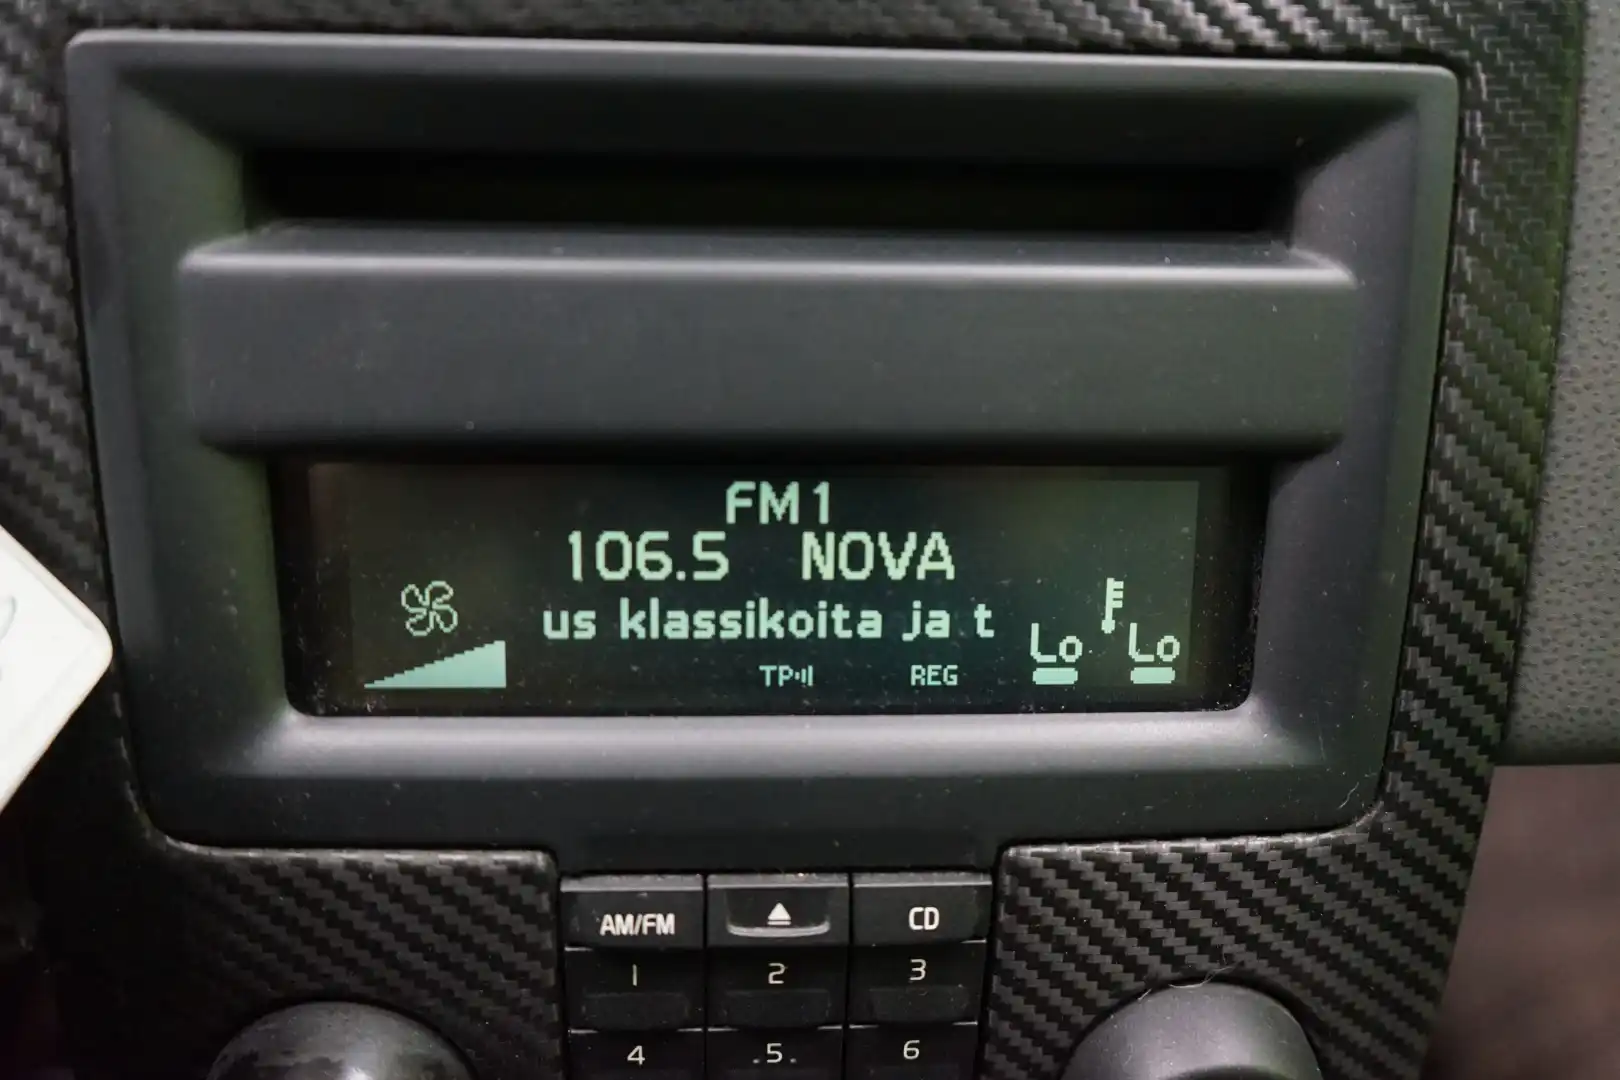 FM1
106.5 NOVA
us klassikoita ja t
Lo Lo
TP REG
AM/FM CD
1 2 3
4 5 6